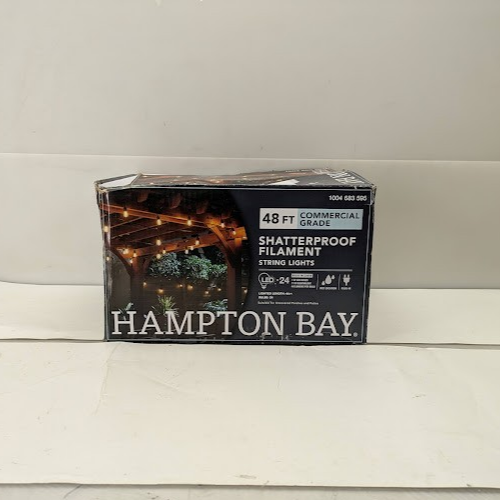 1004 683 595
48 FT COMMERCIAL
GRADE
SHATTERPROOF
FILAMENT
STRING LIGHTS
LED 24
HAMPTON BAY®